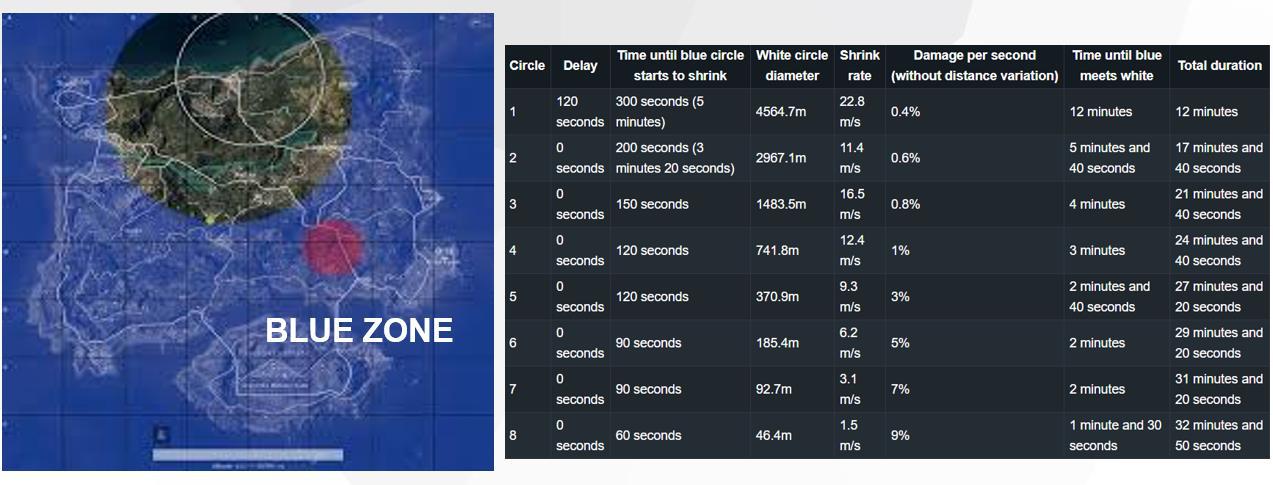 BLUE ZONE
Circle Delay Time until blue circle starts to shrink White circle diameter Shrink rate Damage per second (without distance variation) Time until blue meets white Total duration
1 120 seconds 300 seconds (5 minutes) 4564.7m 22.8 m/s 0.4% 12 minutes 12 minutes
2 0 seconds 200 seconds (3 minutes 20 seconds) 2967.1m 11.4 m/s 0.6% 5 minutes and 40 seconds 17 minutes and 40 seconds
3 0 seconds 150 seconds 1483.5m 16.5 m/s 0.8% 4 minutes 21 minutes and 40 seconds
4 0 seconds 120 seconds 741.8m 12.4 m/s 1% 3 minutes 24 minutes and 40 seconds
5 0 seconds 120 seconds 370.9m 9.3 m/s 3% 2 minutes and 40 seconds 27 minutes and 20 seconds
6 0 seconds 90 seconds 185.4m 6.2 m/s 5% 2 minutes 29 minutes and 20 seconds
7 0 seconds 90 seconds 92.7m 3.1 m/s 7% 2 minutes 31 minutes and 20 seconds
8 0 seconds 60 seconds 46.4m 1.5 m/s 9% 1 minute and 30 seconds 32 minutes and 50 seconds